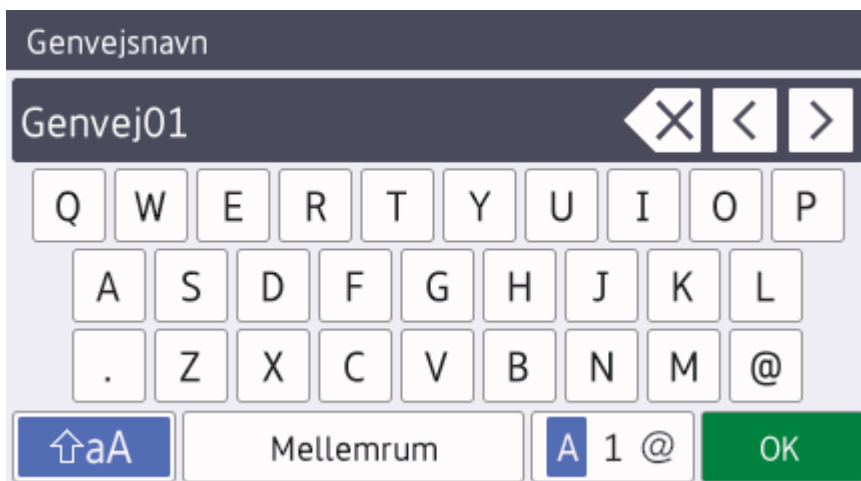 Genvejsnavn
Genvej01
Q W E R T Y U I O P
A S D F G H J K L
. Z X C V B N M @
aA Mellemrum A 1 @ OK